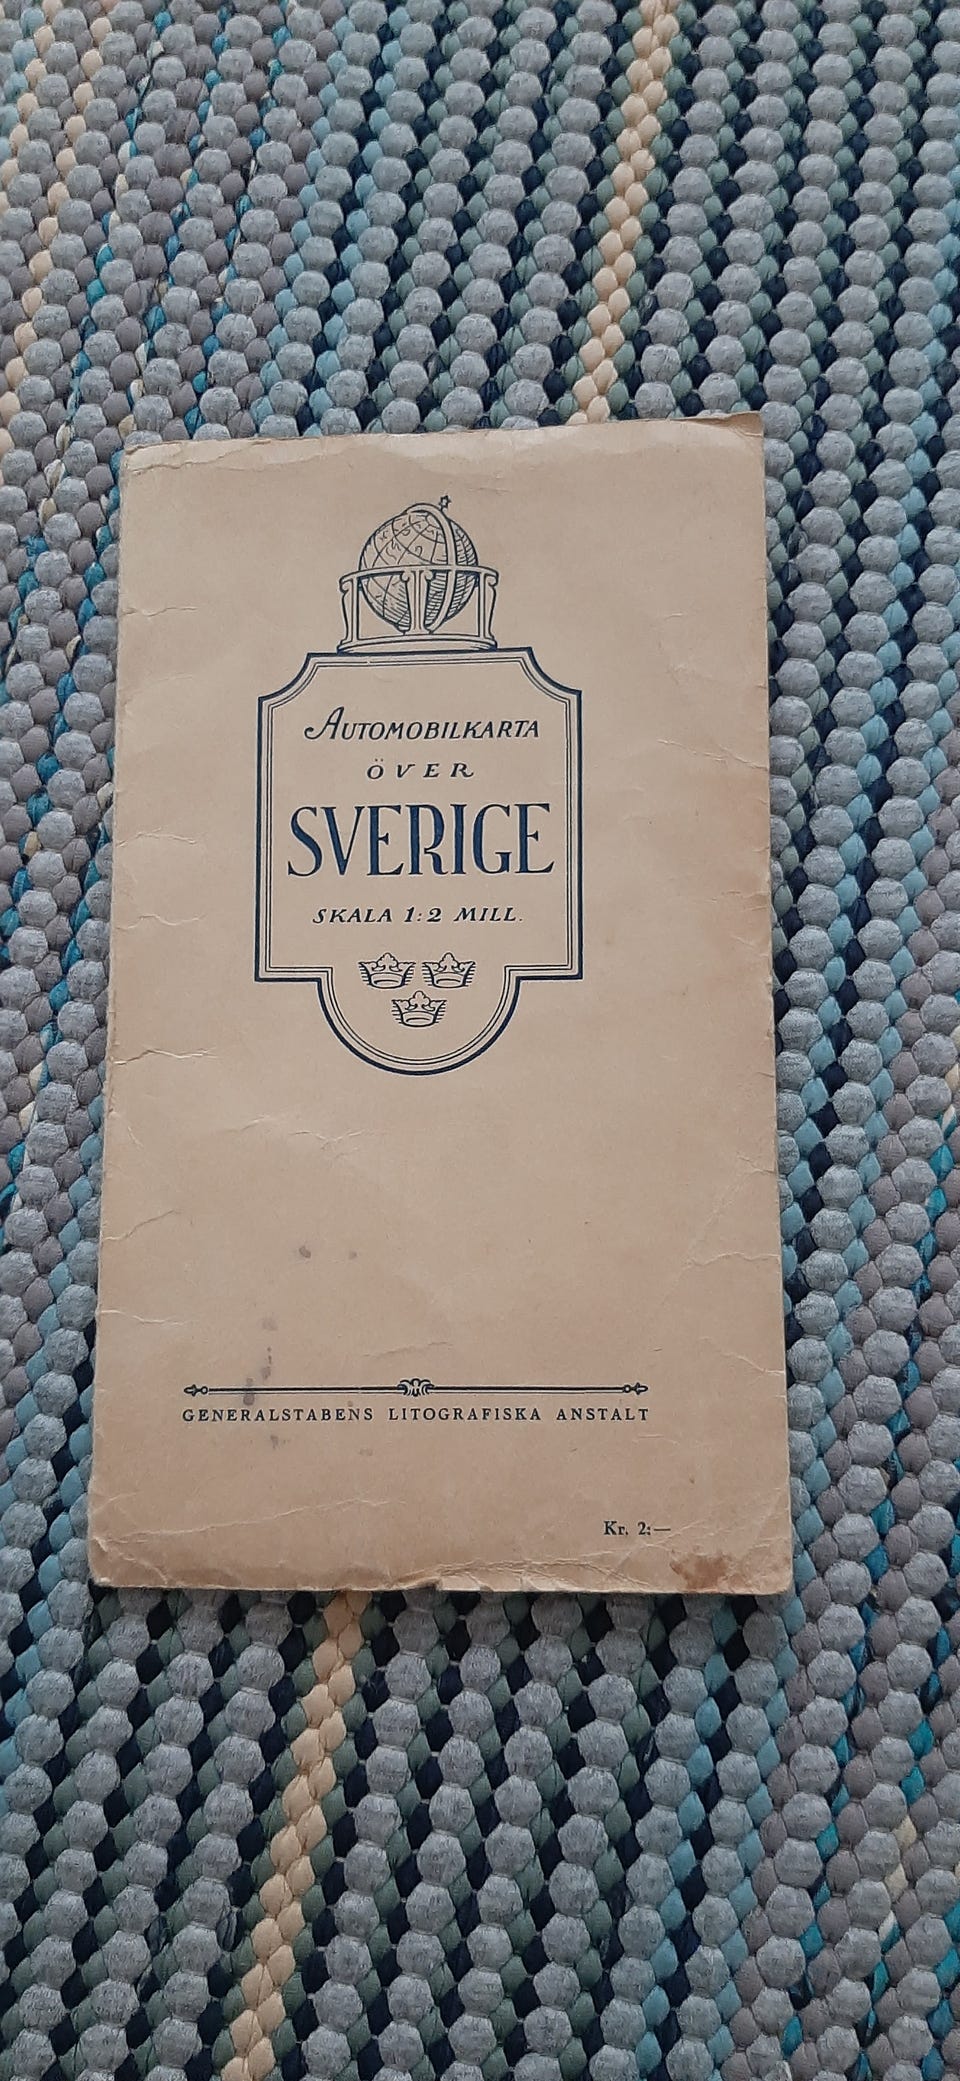 AUTOMOBILKARTA
ÖVER
SVERIGE
SKALA 1:2 MILL.
GENERALSTABENS LITOGRAFISKA ANSTALT
Kr. 2:—